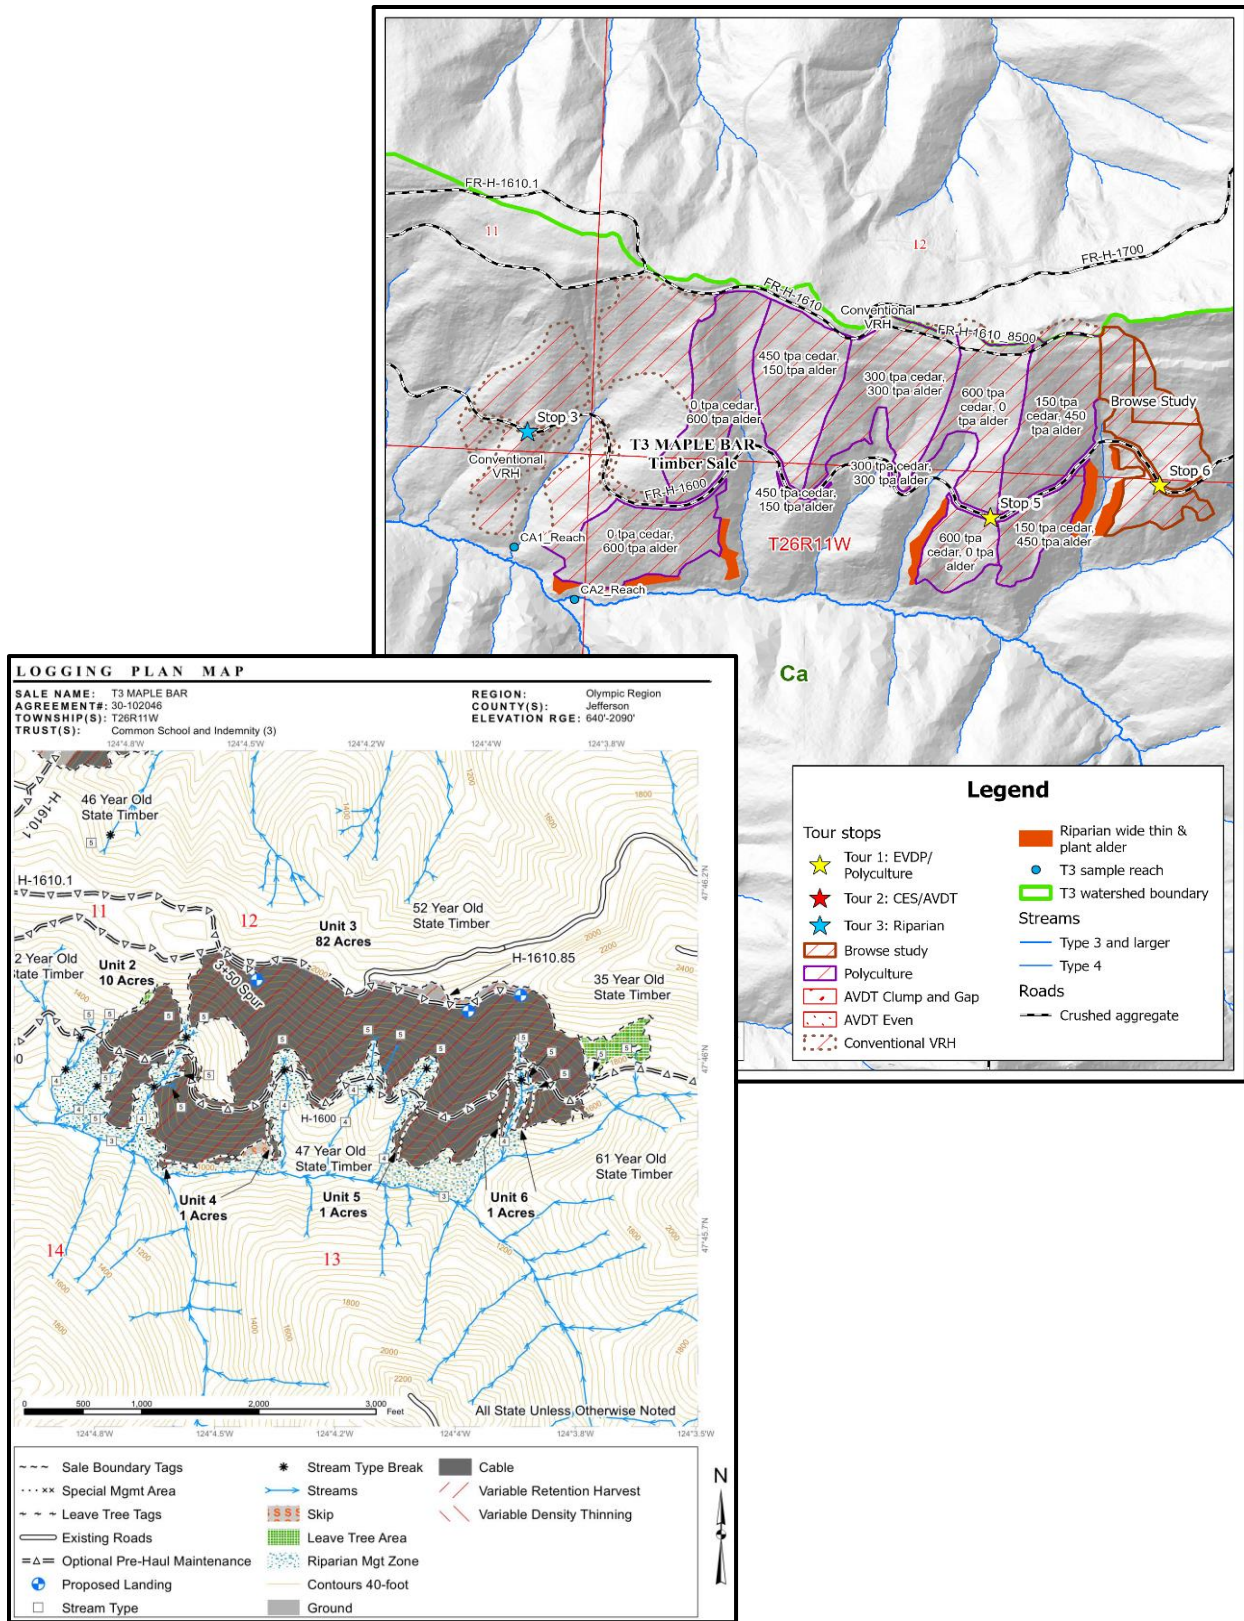 FR-H-1610.1
11
12
FR-H-1700
FR-H-1610
Conventional
VRH
FR-H-1610_8500
450 tpa cedar,
150 tpa alder
300 tpa cedar,
300 tpa alder
600 tpa
cedar, 0
tpa alder
150 tpa
cedar, 450
tpa alder
Browse Study
0 tpa cedar,
600 tpa alder
Stop 3
T3 MAPLE BAR
Timber Sale
Conventional
VRH
FR-H-1600
300 tpa cedar,
300 tpa alder
450 tpa cedar,
150 tpa alder
Stop 6
Stop 5
CA1_Reach
0 tpa cedar,
600 tpa alder
T26R11W
600 tpa
cedar, 0 tpa
alder
150 tpa cedar,
450 tpa alder
CA2_Reach
Ca
Legend
Tour stops
Tour 1: EVDP/
Polyculture
Tour 2: CES/AVDT
Tour 3: Riparian
Browse study
Polyculture
AVDT Clump and Gap
AVDT Even
Conventional VRH
Riparian wide thin &
plant alder
T3 sample reach
T3 watershed boundary
Streams
Type 3 and larger
Type 4
Roads
Crushed aggregate
LOGGING PLAN MAP
SALE NAME: T3 MAPLE BAR
AGREEMENT#: 30-102046
TOWNSHIP(S): T26R11W
TRUST(S): Common School and Indemnity (3)
REGION: Olympic Region
COUNTY(S): Jefferson
ELEVATION RGE: 640'-2090'
124°4.8'W 124°4.5'W 124°4.2'W 124°4'W 124°3.8'W
46 Year Old
State Timber
H-1610.1
H-1610.1
11
12
Unit 3
82 Acres
52 Year Old
State Timber
H-1610.85
47°46.2'N
2 Year Old
State Timber
Unit 2
10 Acres
3+50 Spur
35 Year Old
State Timber
47°46'N
H-1600
47 Year Old
State Timber
61 Year Old
State Timber
Unit 4
1 Acres
Unit 5
1 Acres
Unit 6
1 Acres
47°45.7'N
14
13
0 500 1,000 2,000 3,000
Feet
All State Unless Otherwise Noted
124°4.8'W 124°4.5'W 124°4.2'W 124°4'W 124°3.8'W 124°3.5'W
Sale Boundary Tags
Special Mgmt Area
Leave Tree Tags
Existing Roads
Optional Pre-Haul Maintenance
Proposed Landing
Stream Type
Stream Type Break
Streams
Skip
Leave Tree Area
Riparian Mgt Zone
Contours 40-foot
Ground
Cable
Variable Retention Harvest
Variable Density Thinning
N